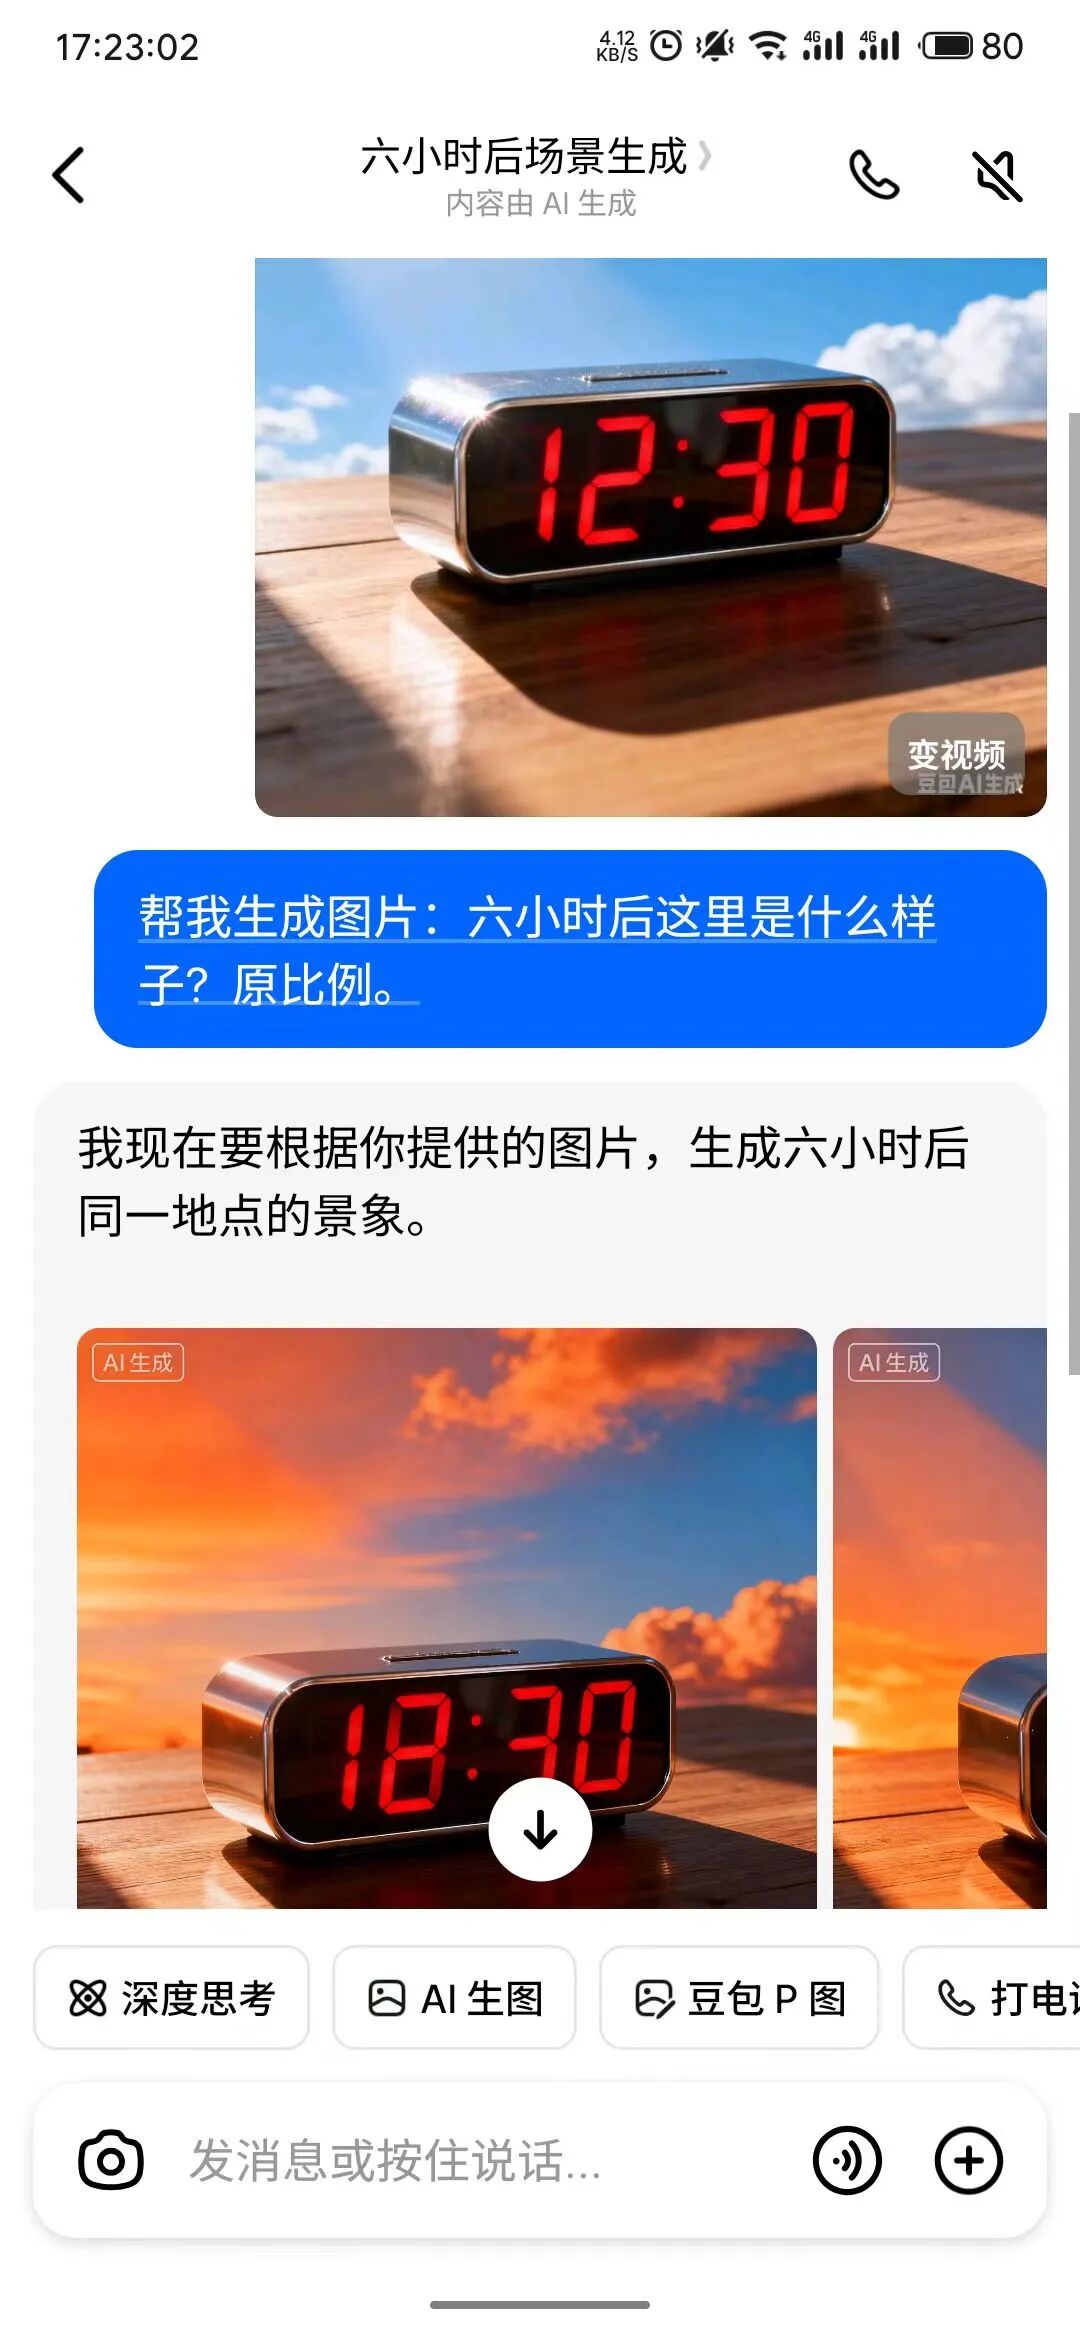 17:23:02
4.12
KB/S
4G
4G
80
六小时后场景生成
内容由 AI 生成
12:30
变视频
豆包AI生成
帮我生成图片：六小时后这里是什么样
子？原比例。
我现在要根据你提供的图片，生成六小时后
同一地点的景象。
AI 生成
AI 生成
18:30
深度思考
AI 生图
豆包 P 图
打电
发消息或按住说话...